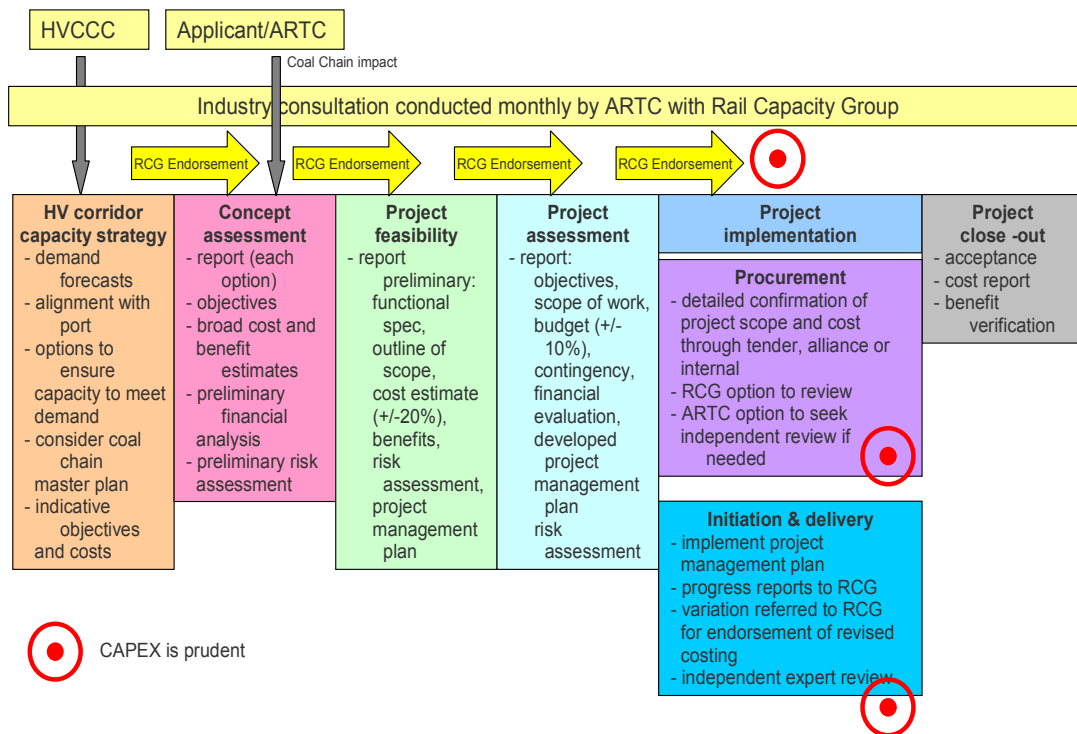 HVCCC
Applicant/ARTC
Coal Chain impact
Industry consultation conducted monthly by ARTC with Rail Capacity Group
RCG Endorsement
RCG Endorsement
RCG Endorsement
RCG Endorsement
HV corridor
capacity strategy
- demand
forecasts
- alignment with
port
- options to
ensure
capacity to meet
demand
- consider coal
chain
master plan
- indicative
objectives
and costs
Concept
assessment
- report (each
option)
- objectives
- broad cost and
benefit
estimates
- preliminary
financial
analysis
- preliminary risk
assessment
Project
feasibility
- report
preliminary:
functional
spec,
outline of
scope,
cost estimate
(+/-20%),
benefits,
risk
assessment,
project
management
plan
Project
assessment
- report:
objectives,
scope of work,
budget (+/-
10%),
contingency,
financial
evaluation,
developed
project
management
plan
risk
assessment
Project
implementation
Procurement
- detailed confirmation of
project scope and cost
through tender, alliance or
internal
- RCG option to review
- ARTC option to seek
independent review if
needed
Initiation & delivery
- implement project
management plan
- progress reports to RCG
- variation referred to RCG
for endorsement of revised
costing
- independent expert review
Project
close -out
- acceptance
- cost report
- benefit
verification
CAPEX is prudent